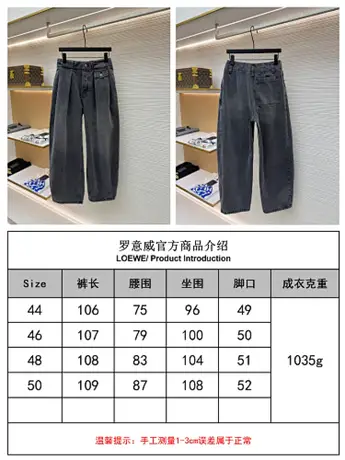 罗意威官方商品介绍
LOEWE/ Product Introduction
Size 裤长 腰围 坐围 脚口 成衣克重
44 106 75 96 49
46 107 79 100 50
48 108 83 104 51 1035g
50 109 87 108 52
温馨提示：手工测量1-3cm误差属于正常